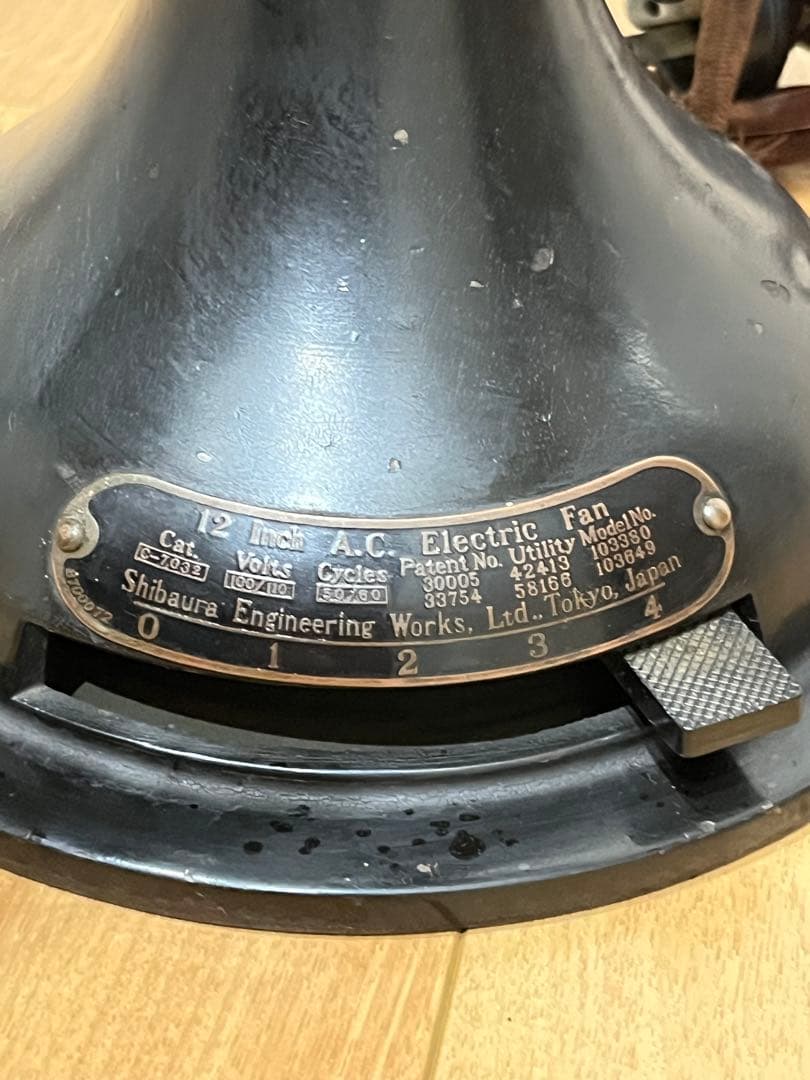 12 Inch A.C. Electric Fan
Cat. Volts Cycles Patent No. Utility Model No.
C-7032 100/110 50/60 30005 42413 103380
33754 58166 103649
Shibaura Engineering Works, Ltd., Tokyo, Japan
0 1 2 3 4